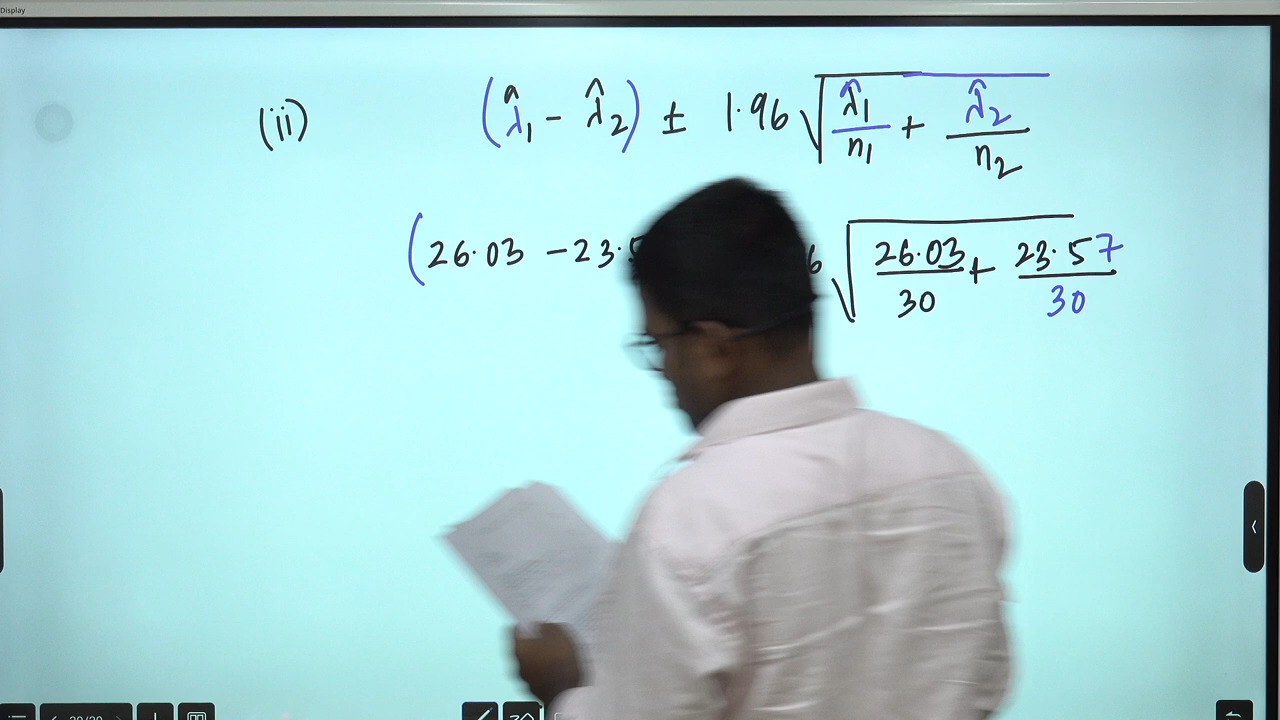 Display
(ii) (λ̂₁ - λ̂₂) ± 1.96 √(λ̂₁/n₁ + λ̂₂/n₂)
(26.03 - 23.5 6 √(26.03/30 + 23.57/30)